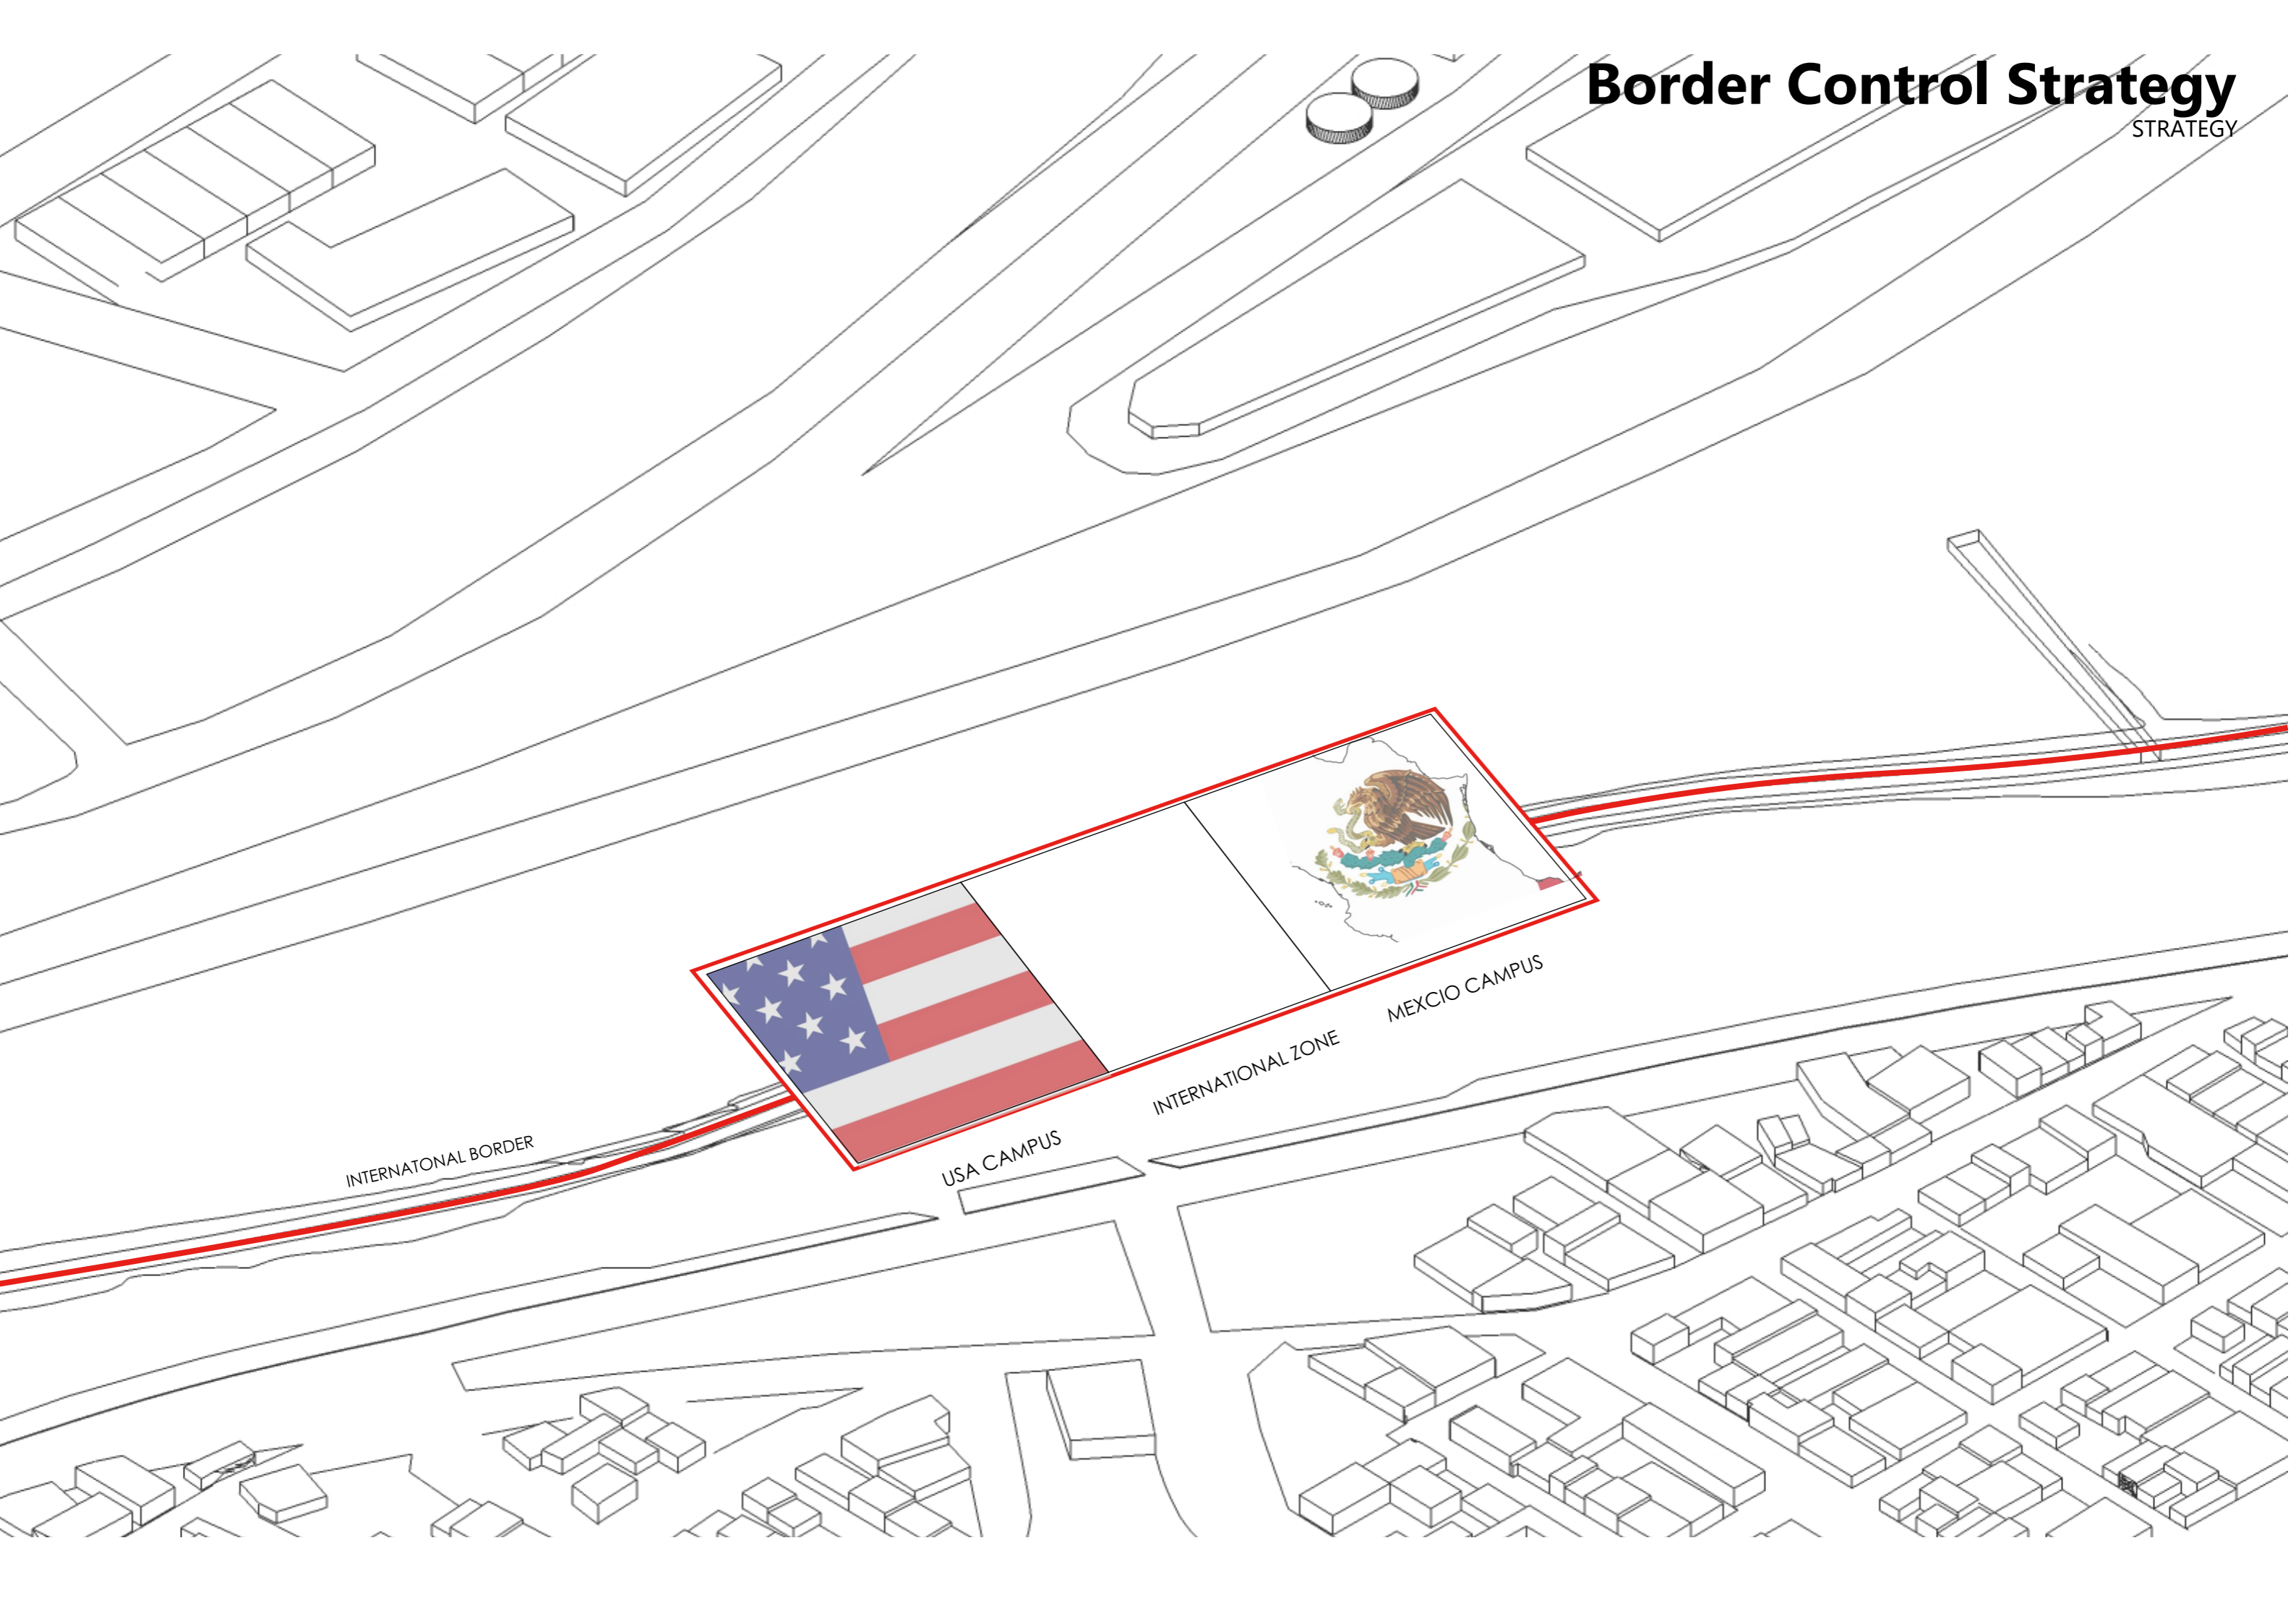 Border Control Strategy
STRATEGY
MEXCIO CAMPUS
INTERNATIONAL ZONE
USA CAMPUS
INTERNATONAL BORDER